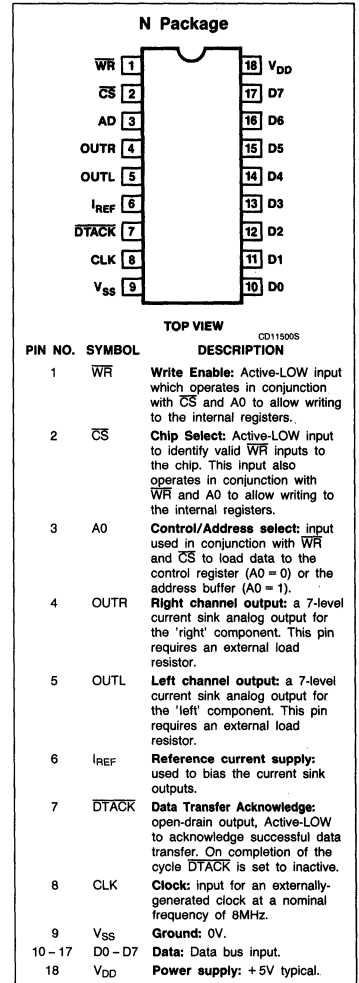 N Package
WR 1
18 VDD
CS 2
17 D7
AD 3
16 D6
OUTR 4
15 D5
OUTL 5
14 D4
IREF 6
13 D3
DTACK 7
12 D2
CLK 8
11 D1
VSS 9
10 D0
TOP VIEW
CD11500S
PIN NO. SYMBOL DESCRIPTION
1 WR Write Enable: Active-LOW input
which operates in conjunction
with CS and A0 to allow writing
to the internal registers.
2 CS Chip Select: Active-LOW input
to identify valid WR inputs to
the chip. This input also
operates in conjunction with
WR and A0 to allow writing to
the internal registers.
3 A0 Control/Address select: input
used in conjunction with WR
and CS to load data to the
control register (A0 = 0) or the
address buffer (A0 = 1).
4 OUTR Right channel output: a 7-level
current sink analog output for
the 'right' component. This pin
requires an external load
resistor.
5 OUTL Left channel output: a 7-level
current sink analog output for
the 'left' component. This pin
requires an external load
resistor.
6 IREF Reference current supply:
used to bias the current sink
outputs.
7 DTACK Data Transfer Acknowledge:
open-drain output, Active-LOW
to acknowledge successful data
transfer. On completion of the
cycle DTACK is set to inactive.
8 CLK Clock: input for an externally-
generated clock at a nominal
frequency of 8MHz.
9 VSS Ground: 0V.
10 – 17 D0 – D7 Data: Data bus input.
18 VDD Power supply: +5V typical.